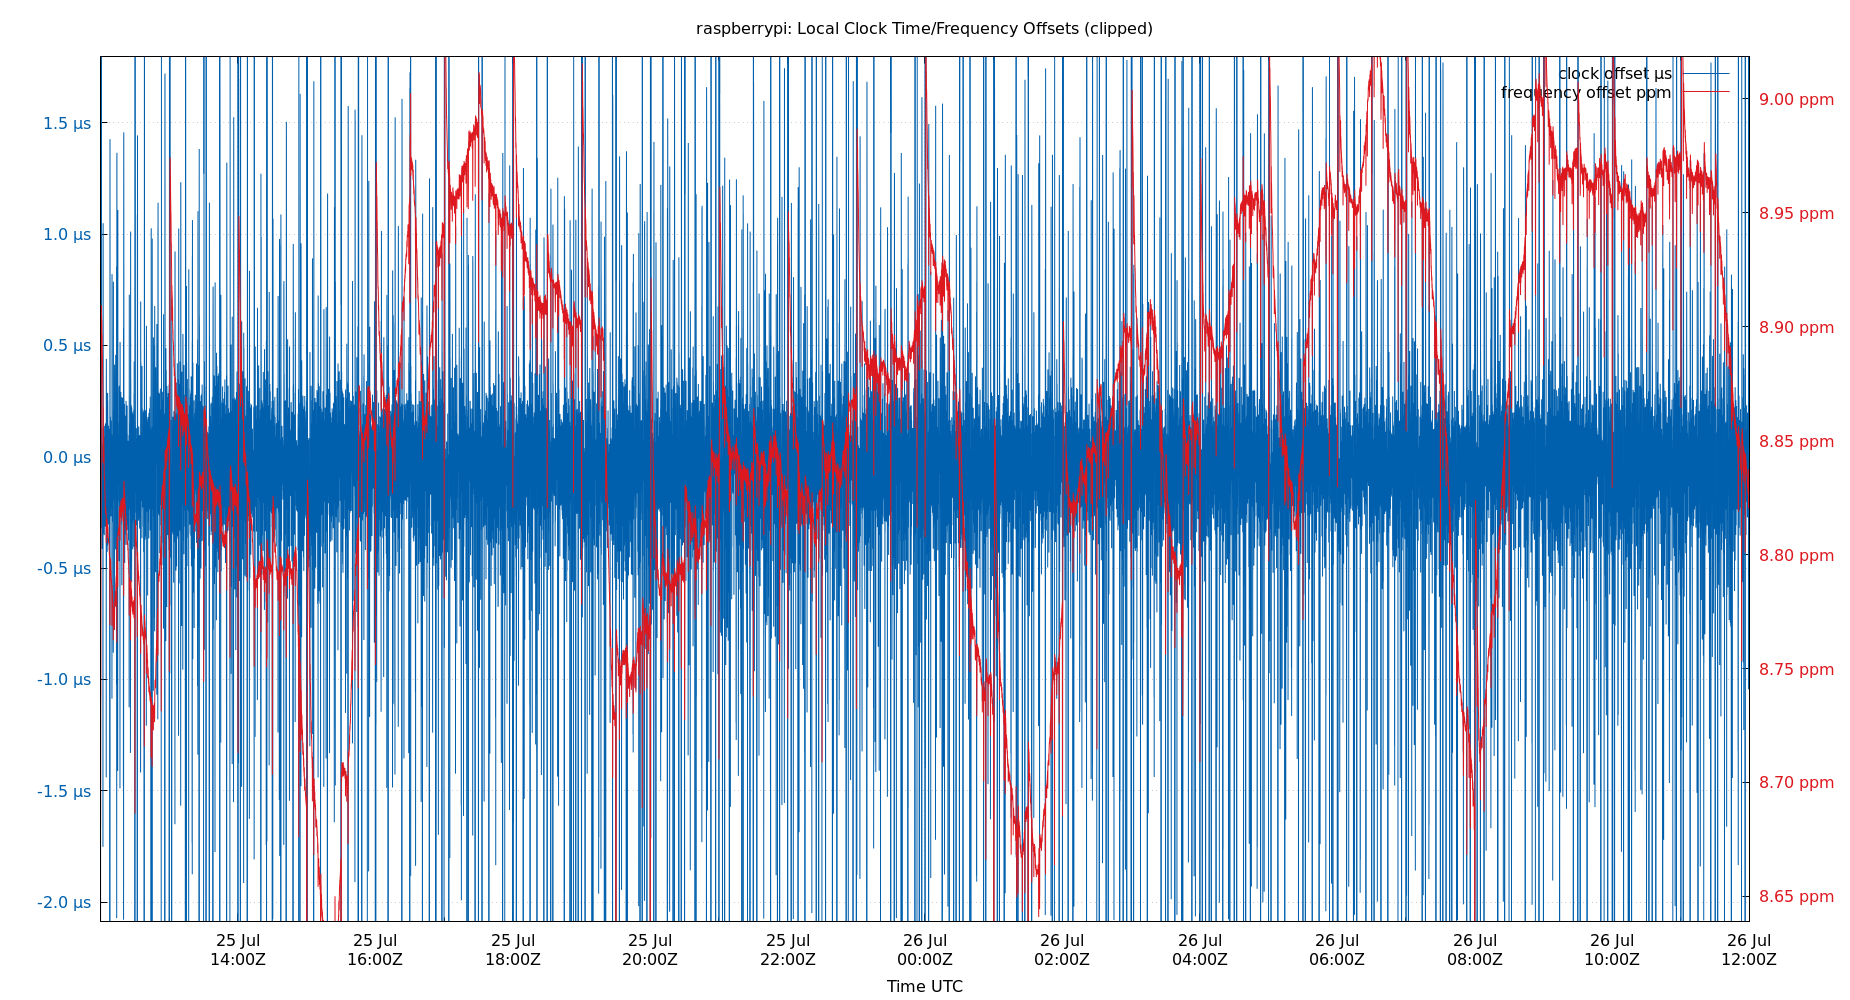 raspberrypi: Local Clock Time/Frequency Offsets (clipped)
clock offset µs
frequency offset ppm
1.5 µs
1.0 µs
0.5 µs
0.0 µs
-0.5 µs
-1.0 µs
-1.5 µs
-2.0 µs
9.00 ppm
8.95 ppm
8.90 ppm
8.85 ppm
8.80 ppm
8.75 ppm
8.70 ppm
8.65 ppm
25 Jul 25 Jul 25 Jul 25 Jul 25 Jul 26 Jul 26 Jul 26 Jul 26 Jul 26 Jul 26 Jul 26 Jul
14:00Z 16:00Z 18:00Z 20:00Z 22:00Z 00:00Z 02:00Z 04:00Z 06:00Z 08:00Z 10:00Z 12:00Z
Time UTC